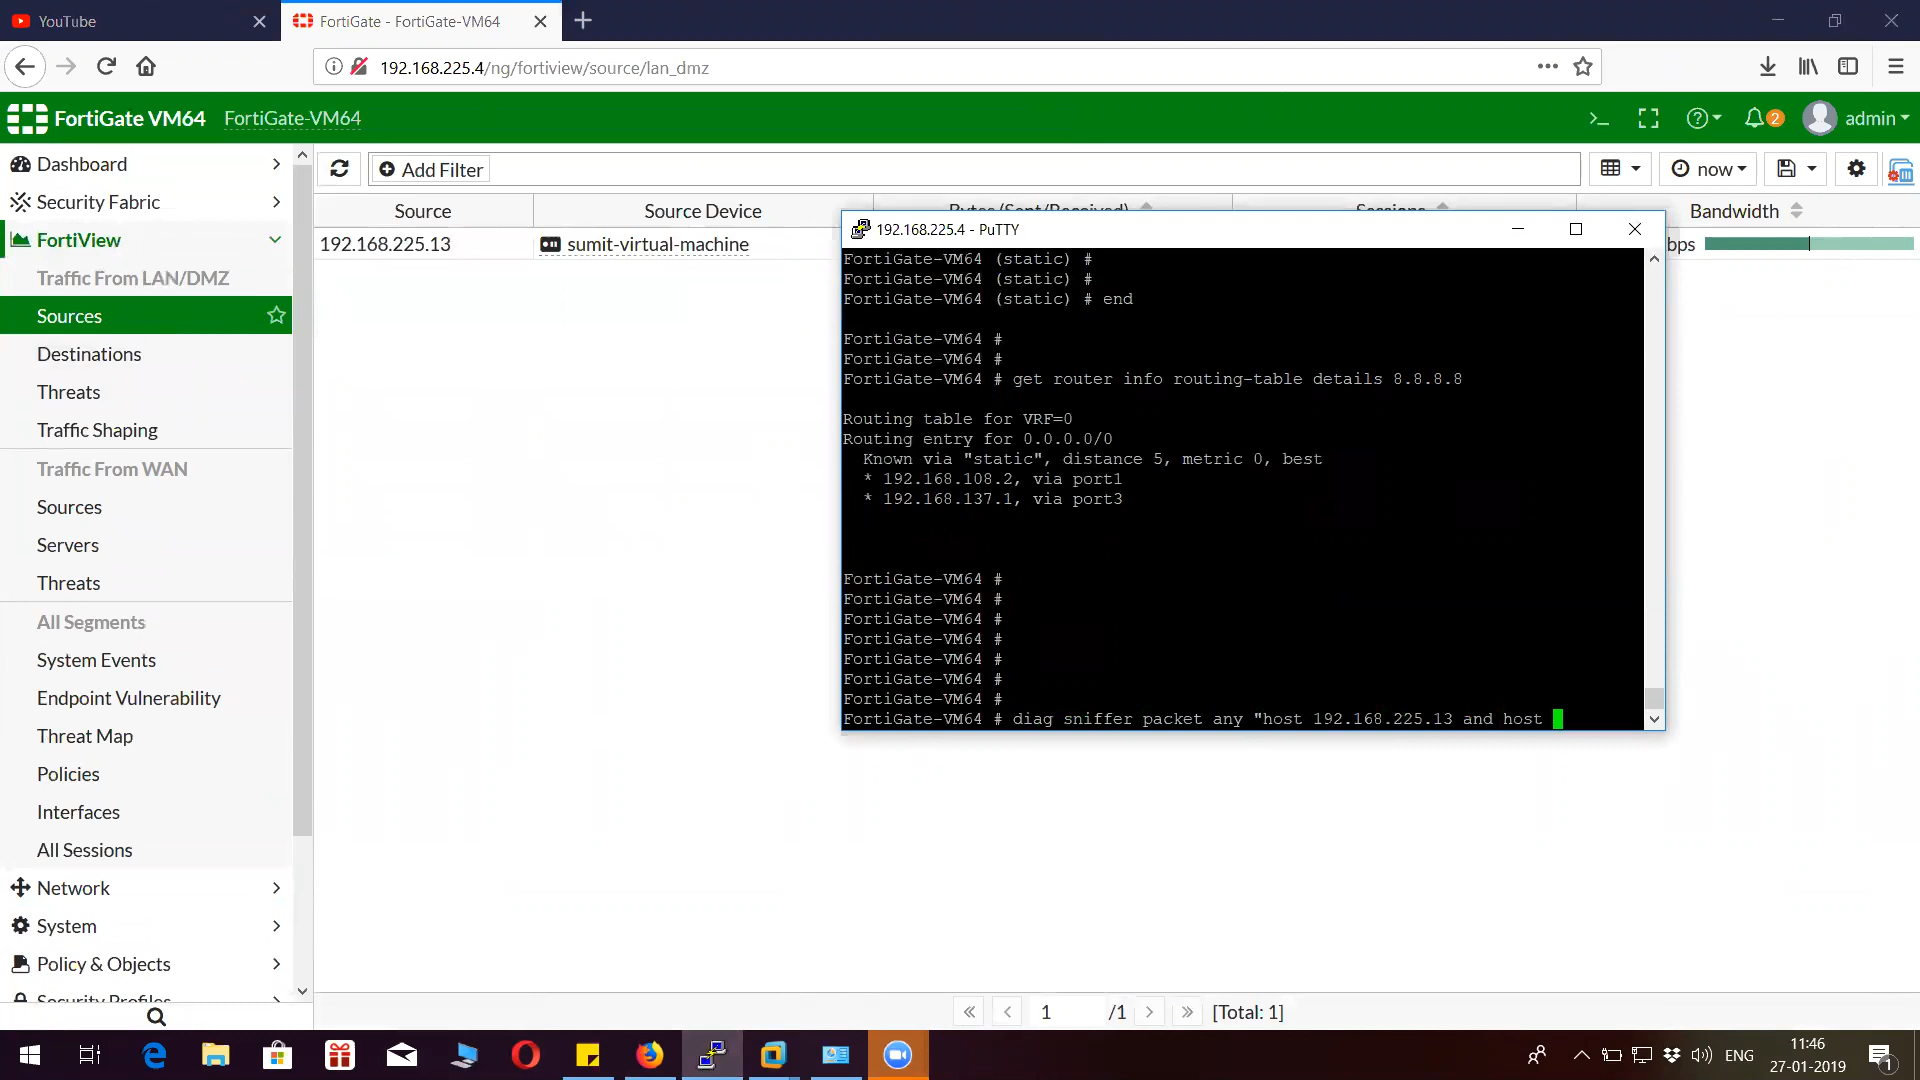 YouTube
FortiGate - FortiGate-VM64
192.168.225.4/ng/fortiview/source/lan_dmz
FortiGate VM64
FortiGate-VM64
2
admin
Dashboard
Security Fabric
FortiView
Traffic From LAN/DMZ
Sources
Destinations
Threats
Traffic Shaping
Traffic From WAN
Sources
Servers
Threats
All Segments
System Events
Endpoint Vulnerability
Threat Map
Policies
Interfaces
All Sessions
Network
System
Policy & Objects
Security Profiles
Add Filter
now
Source
Source Device
Bytes (Sent/Received)
Sessions
Bandwidth
192.168.225.13
sumit-virtual-machine
bps
192.168.225.4 - PuTTY
FortiGate-VM64 (static) #
FortiGate-VM64 (static) #
FortiGate-VM64 (static) # end
FortiGate-VM64 #
FortiGate-VM64 #
FortiGate-VM64 # get router info routing-table details 8.8.8.8
Routing table for VRF=0
Routing entry for 0.0.0.0/0
Known via "static", distance 5, metric 0, best
* 192.168.108.2, via port1
* 192.168.137.1, via port3
FortiGate-VM64 #
FortiGate-VM64 #
FortiGate-VM64 #
FortiGate-VM64 #
FortiGate-VM64 #
FortiGate-VM64 #
FortiGate-VM64 #
FortiGate-VM64 # diag sniffer packet any "host 192.168.225.13 and host
1 /1 [Total: 1]
ENG
11:46
27-01-2019
1